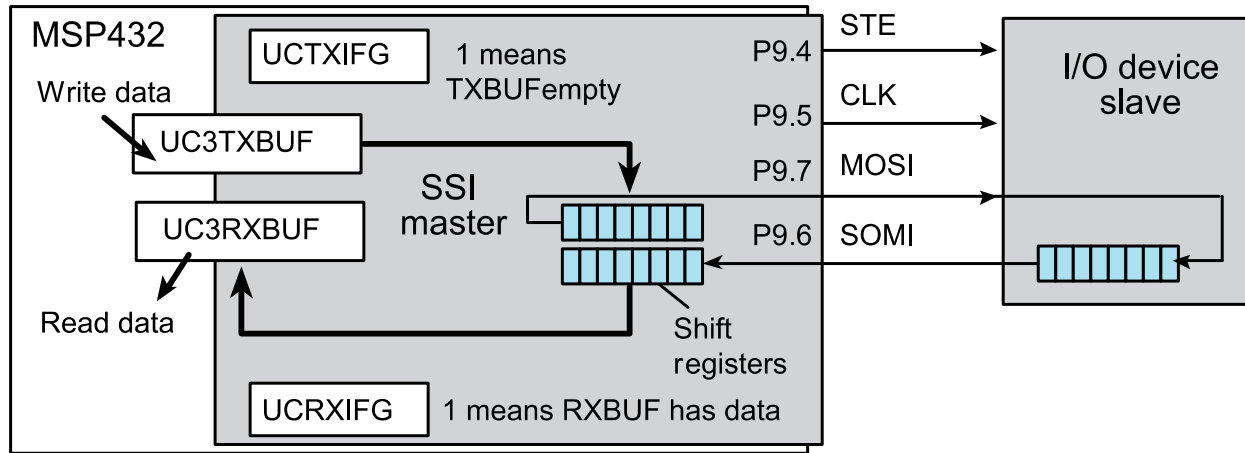 MSP432
Write data
UC3TXBUF
UC3RXBUF
Read data
UCTXIFG
1 means
TXBUFempty
SSI
master
Shift
registers
UCRXIFG
1 means RXBUF has data
P9.4
STE
P9.5
CLK
P9.7
MOSI
P9.6
SOMI
I/O device
slave